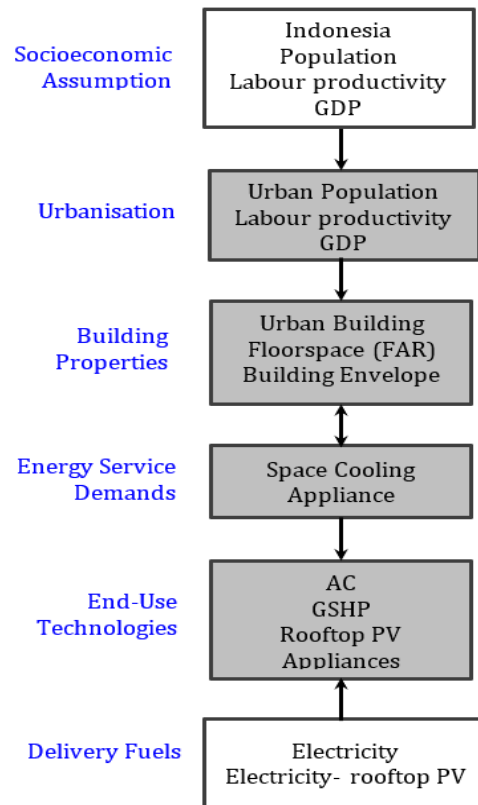 Socioeconomic
Assumption
Indonesia
Population
Labour productivity
GDP
Urbanisation
Urban Population
Labour productivity
GDP
Building
Properties
Urban Building
Floorspace (FAR)
Building Envelope
Energy Service
Demands
Space Cooling
Appliance
End-Use
Technologies
AC
GSHP
Rooftop PV
Appliances
Delivery Fuels
Electricity
Electricity- rooftop PV